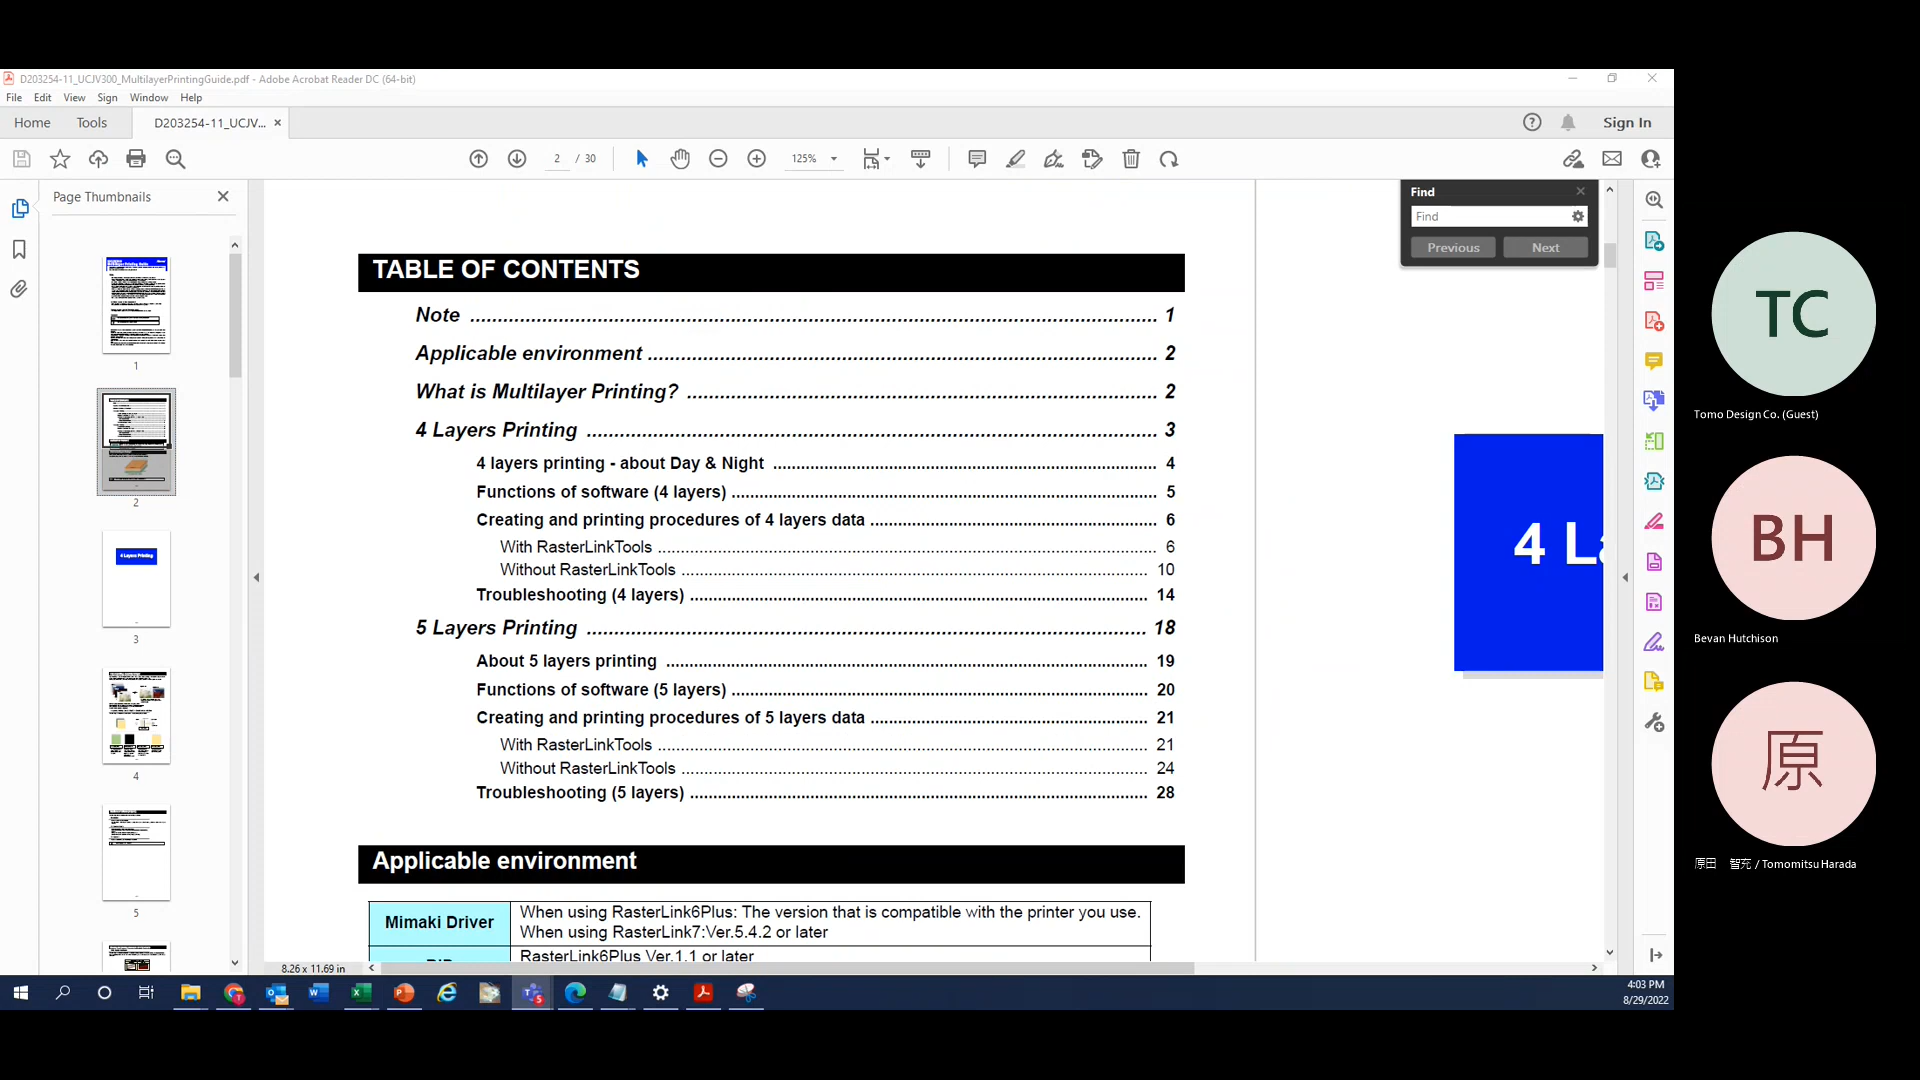 D203254-11_UCJV300_MultilayerPrintingGuide.pdf - Adobe Acrobat Reader DC (64-bit)
File Edit View Sign Window Help
Home Tools D203254-11_UCJV... × Sign In
2 / 30 125%
Page Thumbnails
1
2
4 Layers Printing
3
4
5
Find
Find
Previous Next
TABLE OF CONTENTS
Note ........ 1
Applicable environment ........ 2
What is Multilayer Printing? ........ 2
4 Layers Printing ........ 3
4 layers printing - about Day & Night ........ 4
Functions of software (4 layers) ........ 5
Creating and printing procedures of 4 layers data ........ 6
With RasterLinkTools ........ 6
Without RasterLinkTools ........ 10
Troubleshooting (4 layers) ........ 14
5 Layers Printing ........ 18
About 5 layers printing ........ 19
Functions of software (5 layers) ........ 20
Creating and printing procedures of 5 layers data ........ 21
With RasterLinkTools ........ 21
Without RasterLinkTools ........ 24
Troubleshooting (5 layers) ........ 28
Applicable environment
Mimaki Driver When using RasterLink6Plus: The version that is compatible with the printer you use.
When using RasterLink7:Ver.5.4.2 or later
RasterLink6Plus Ver.1.1 or later
8.26 x 11.69 in
4 La
TC
Tomo Design Co. (Guest)
BH
Bevan Hutchison
原
原田 智充 / Tomomitsu Harada
4:03 PM
8/29/2022